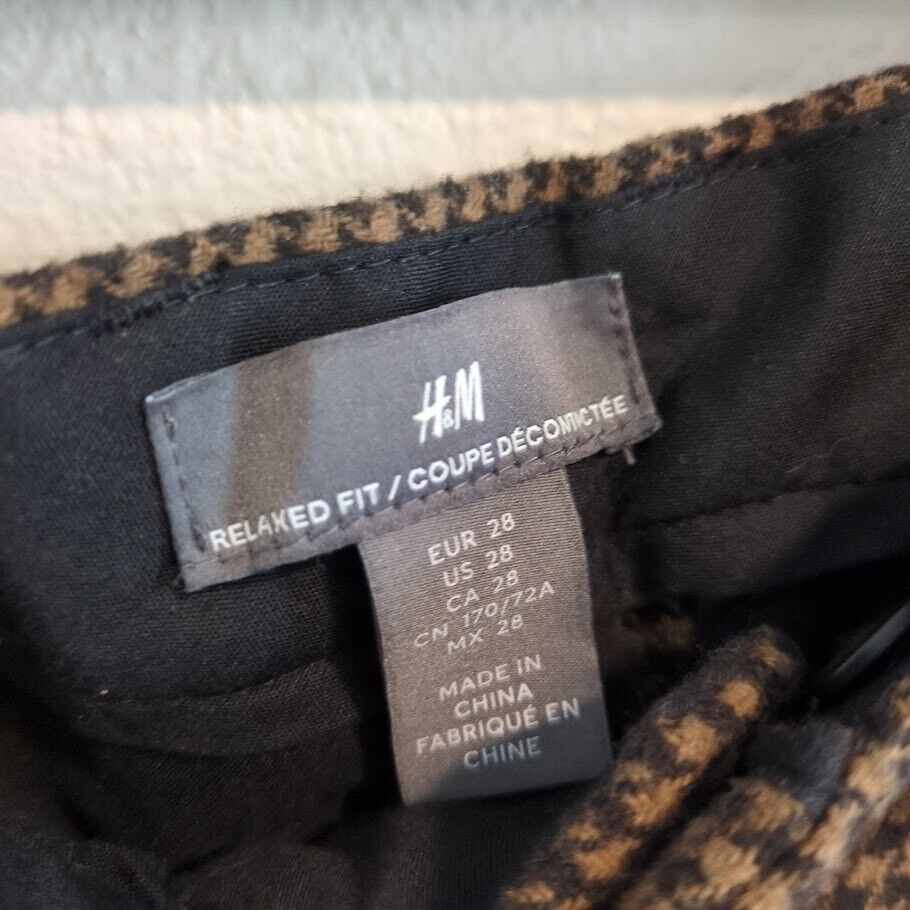 H&M
RELAXED FIT / COUPE DÉCONTRACTÉE
EUR 28
US 28
CA 28
CN 170/72A
MX 28
MADE IN
CHINA
FABRIQUÉ EN
CHINE